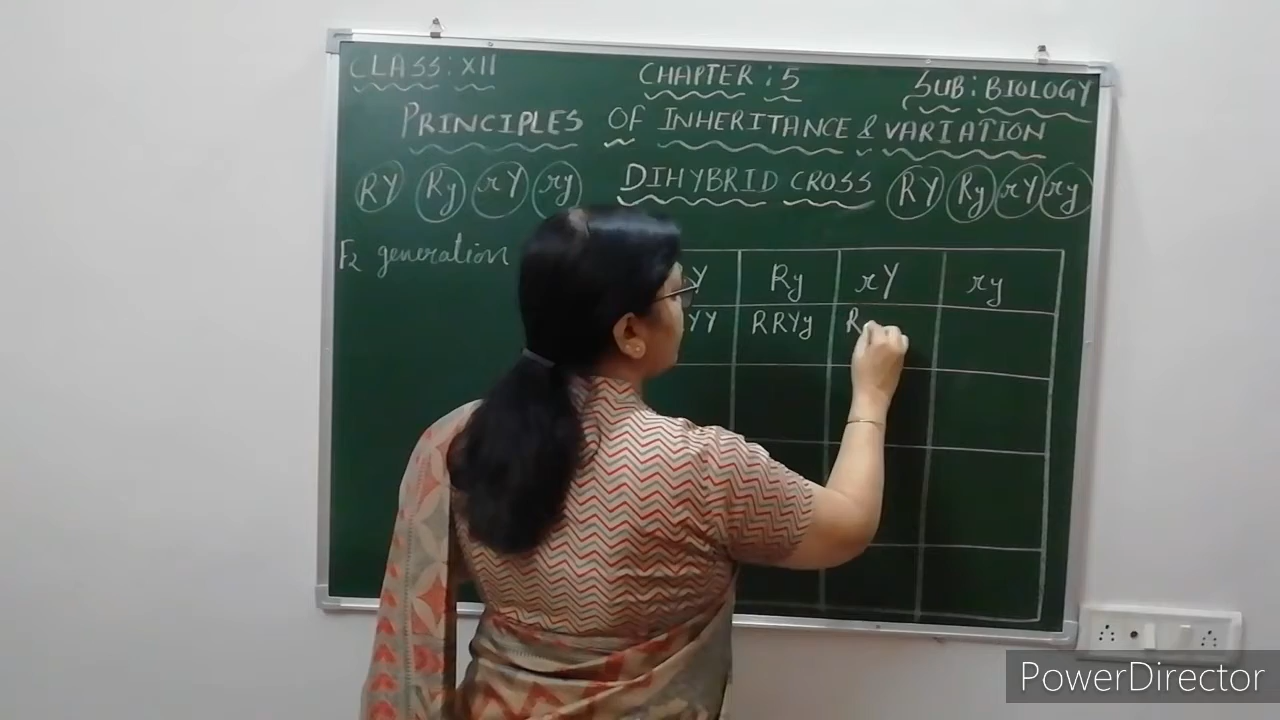 CLASS: XII CHAPTER: 5 SUB: BIOLOGY
PRINCIPLES OF INHERITANCE & VARIATION
RY Ry rY ry DIHYBRID CROSS RY Ry rY ry
F2 generation
Y Ry rY ry
YY RRYy R
PowerDirector